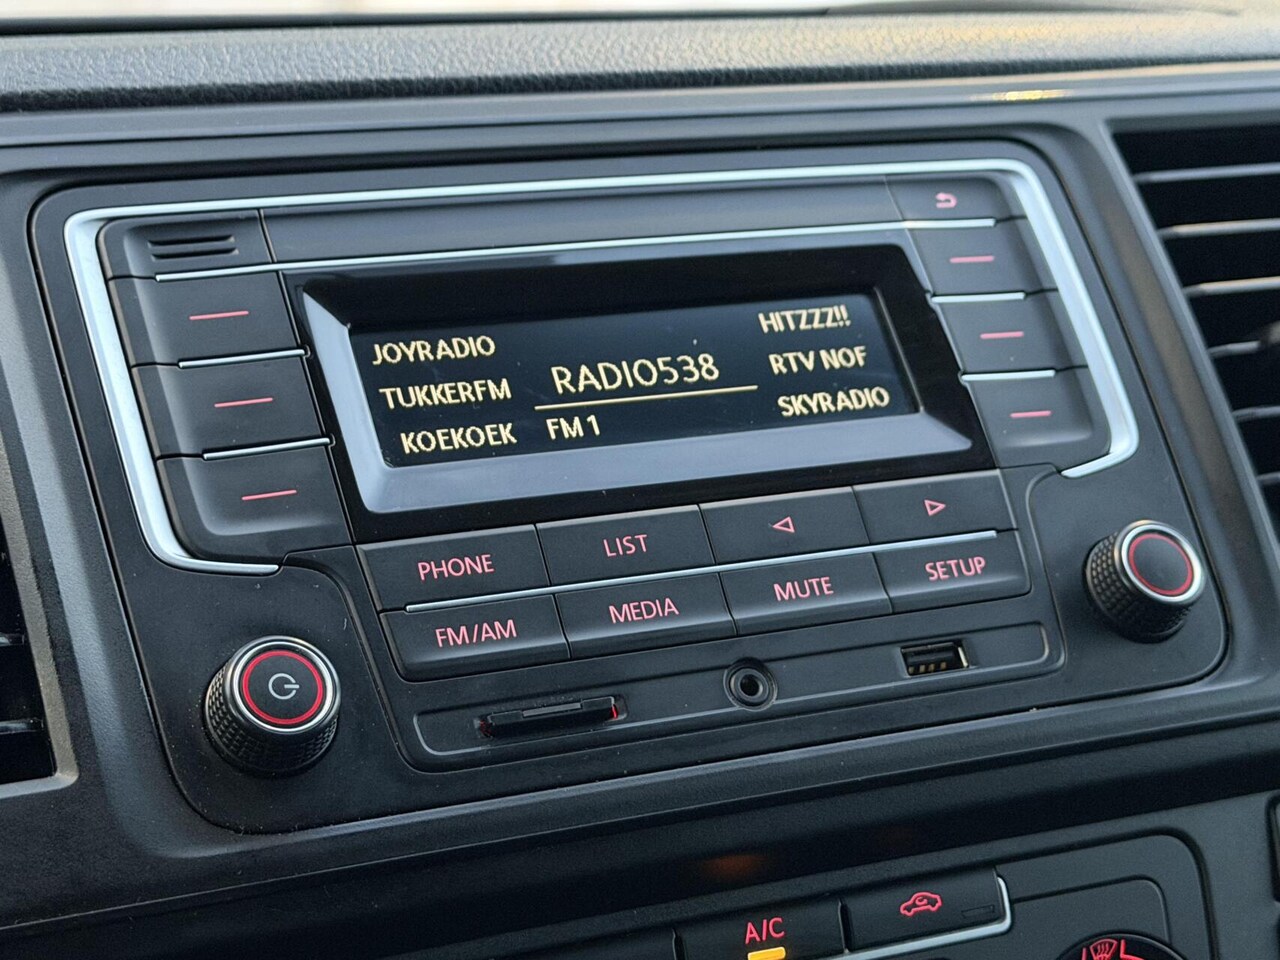 JOYRADIO
TUKKERFM
KOEKOEK
RADIO538
FM 1
HITZZZ!!
RTV NOF
SKYRADIO
PHONE
LIST
FM/AM
MEDIA
MUTE
SETUP
A/C